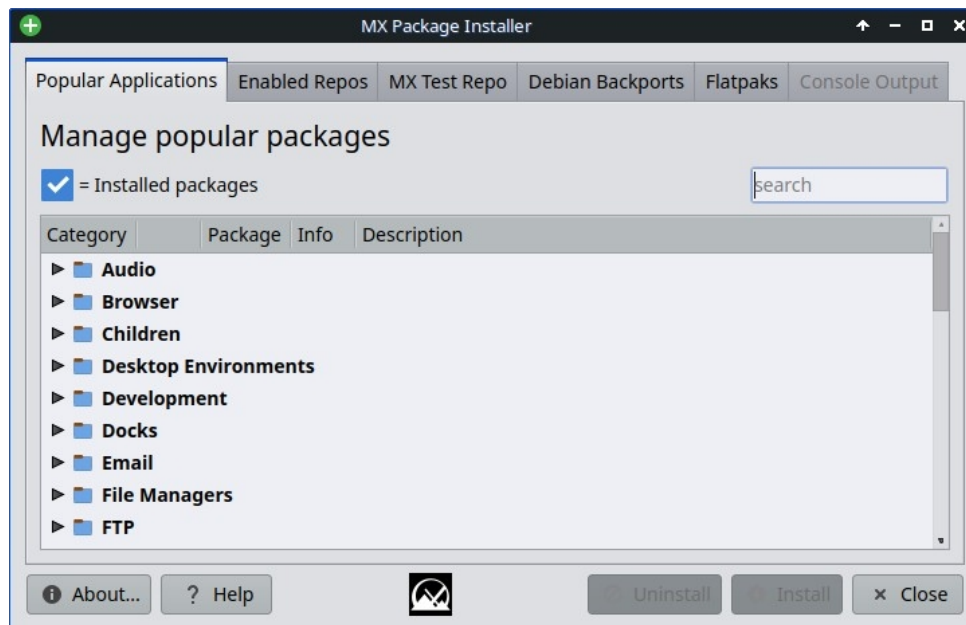 MX Package Installer
Popular Applications Enabled Repos MX Test Repo Debian Backports Flatpaks Console Output
Manage popular packages
= Installed packages
search
Category Package Info Description
Audio
Browser
Children
Desktop Environments
Development
Docks
Email
File Managers
FTP
About... ? Help Uninstall Install Close